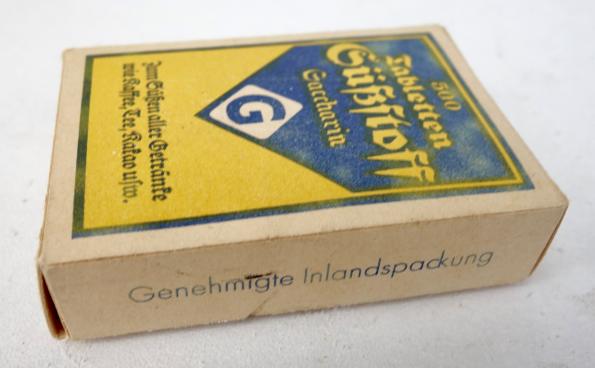 500
Tabletten
Süßstoff
Saccharin
G
Zum Süßen aller Getränke
wie Kaffee, Tee, Kakao usw.
Genehmigte Inlandspackung